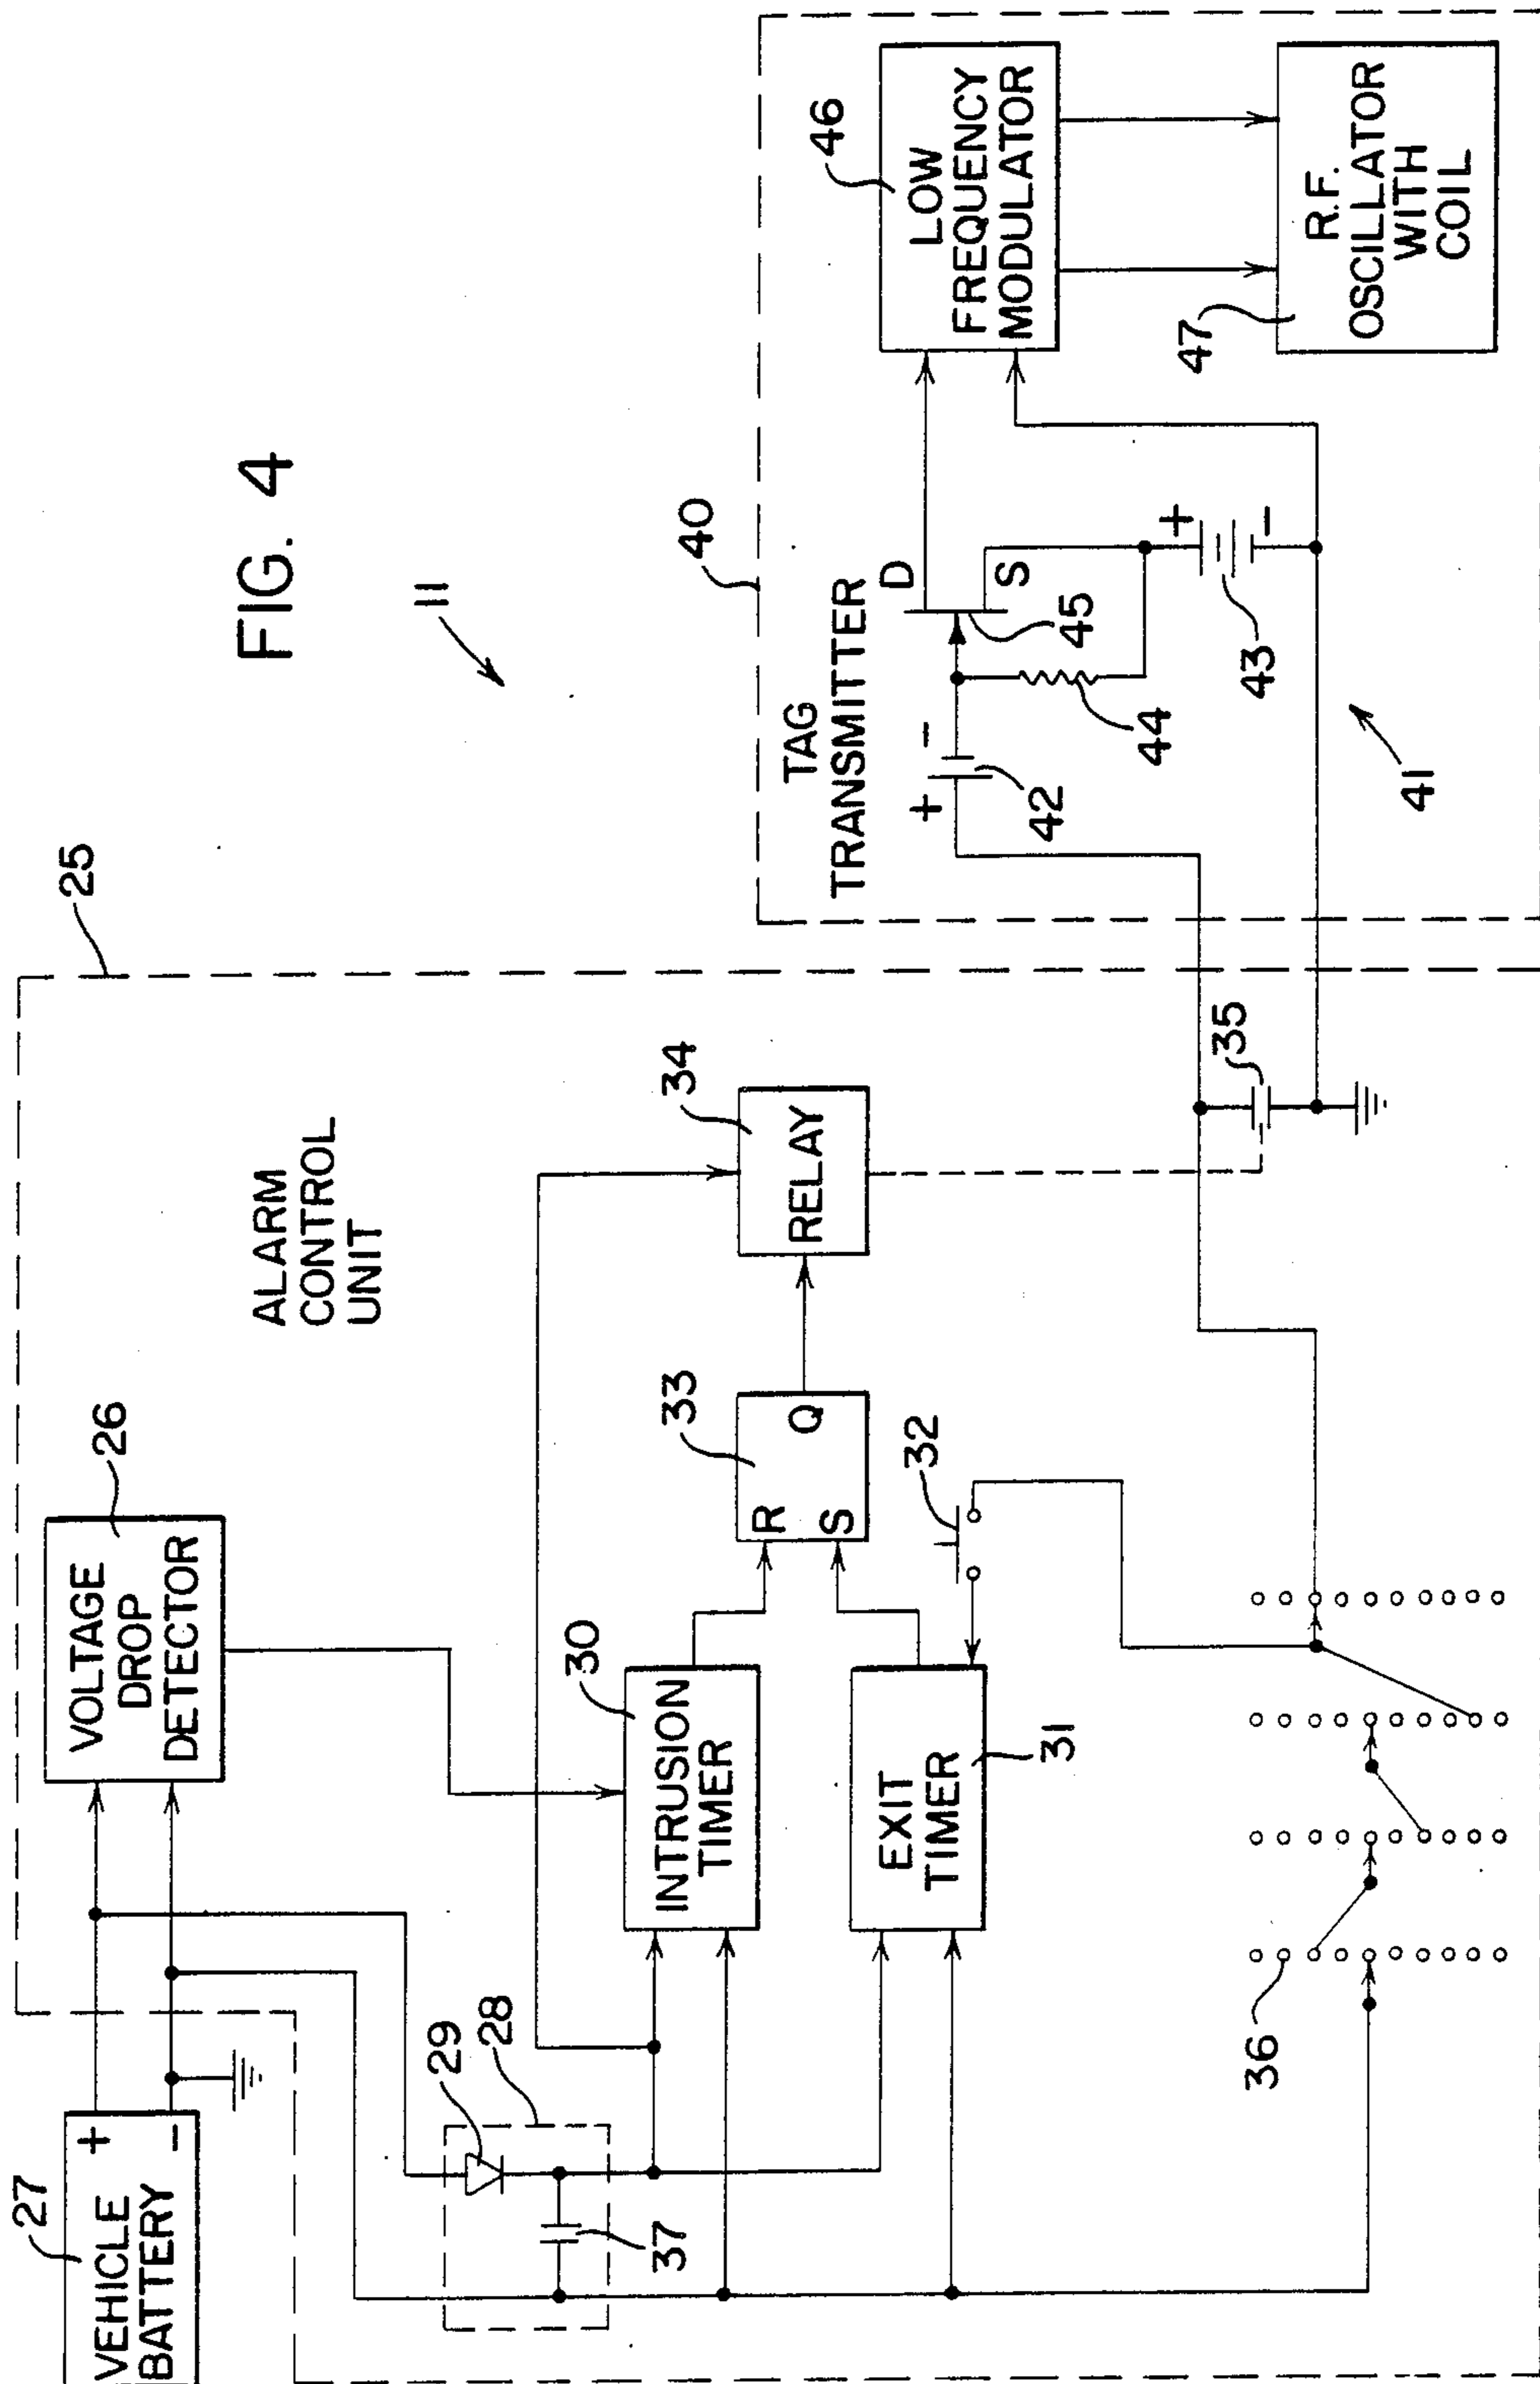 FIG. 4
11
27
VEHICLE
BATTERY
+
−
25
26
VOLTAGE
DROP
DETECTOR
ALARM
CONTROL
UNIT
29
28
37
30
INTRUSION
TIMER
31
EXIT
TIMER
32
33
R
S
Q
34
RELAY
35
36
40
TAG
TRANSMITTER
+
−
42
44
D
S
45
+
−
43
41
46
LOW
FREQUENCY
MODULATOR
47
R.F.
OSCILLATOR
WITH
COIL